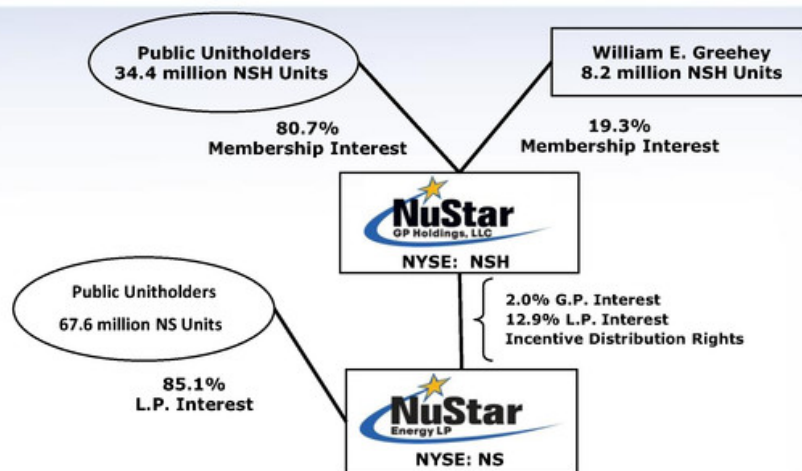 Public Unitholders
34.4 million NSH Units
William E. Greehey
8.2 million NSH Units
80.7%
Membership Interest
19.3%
Membership Interest
NuStar
GP Holdings, LLC
NYSE: NSH
Public Unitholders
67.6 million NS Units
2.0% G.P. Interest
12.9% L.P. Interest
Incentive Distribution Rights
85.1%
L.P. Interest
NuStar
Energy LP
NYSE: NS